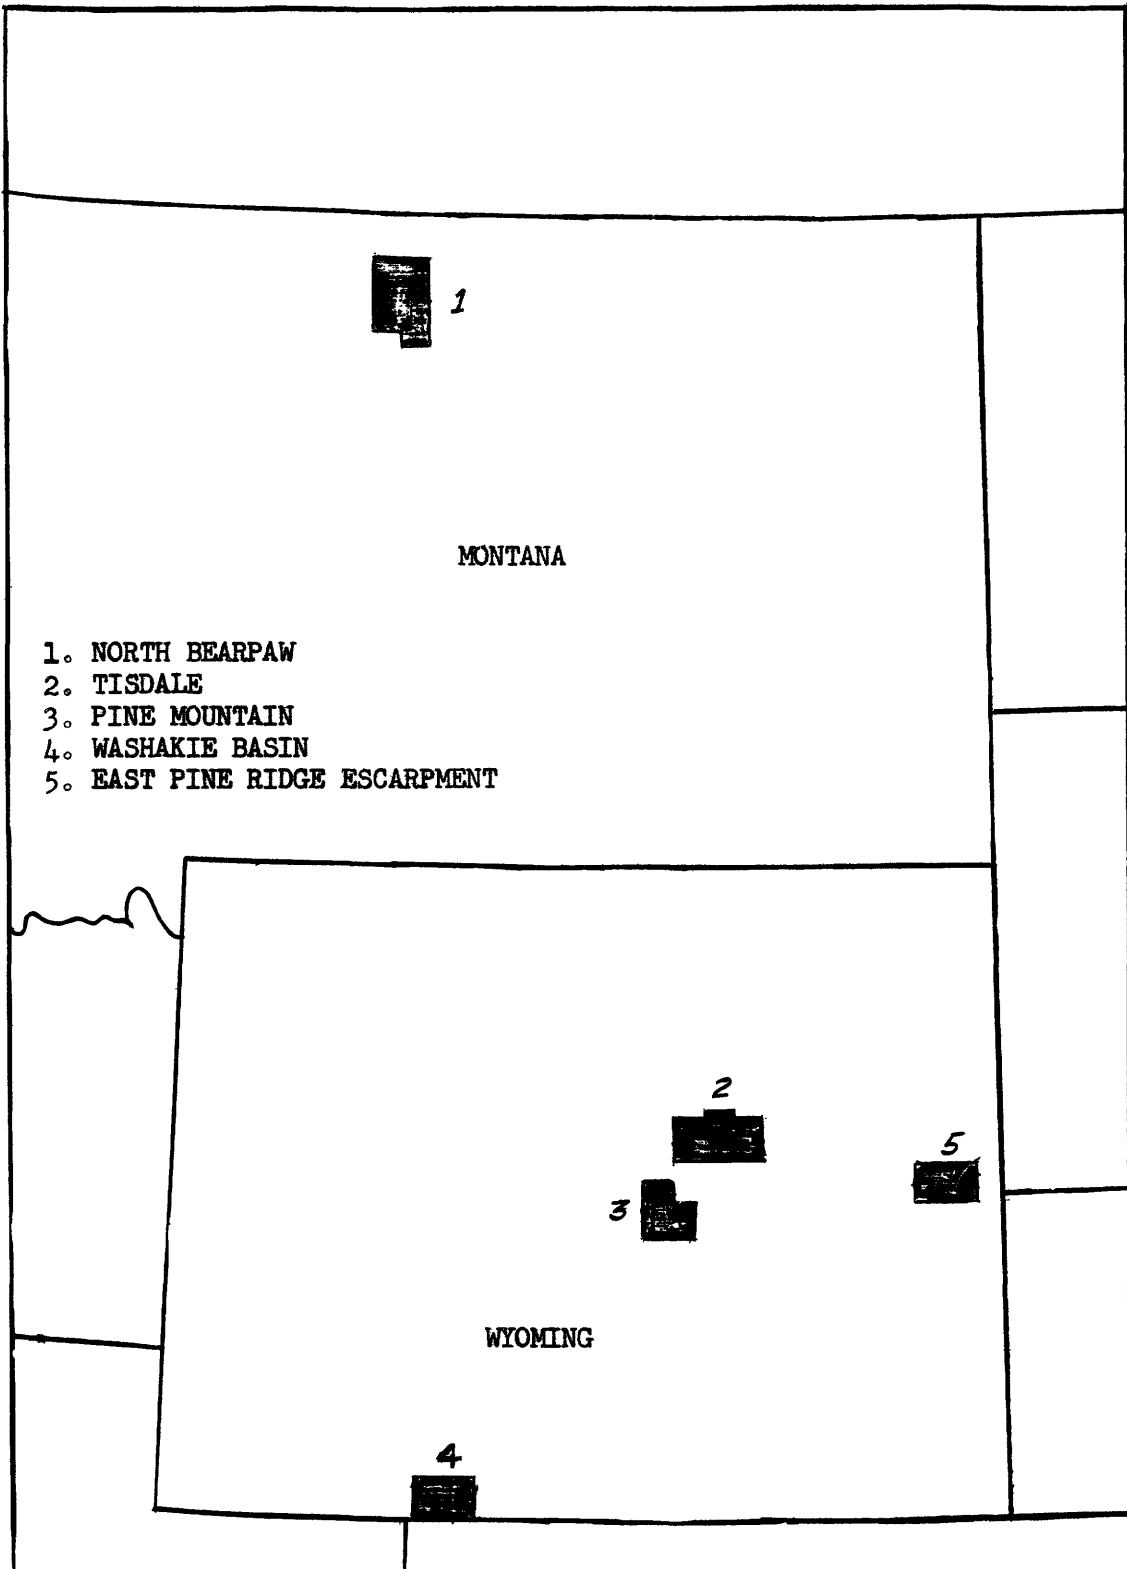 1
MONTANA
1. NORTH BEARPAW
2. TISDALE
3. PINE MOUNTAIN
4. WASHAKIE BASIN
5. EAST PINE RIDGE ESCARPMENT
2
5
3
WYOMING
4